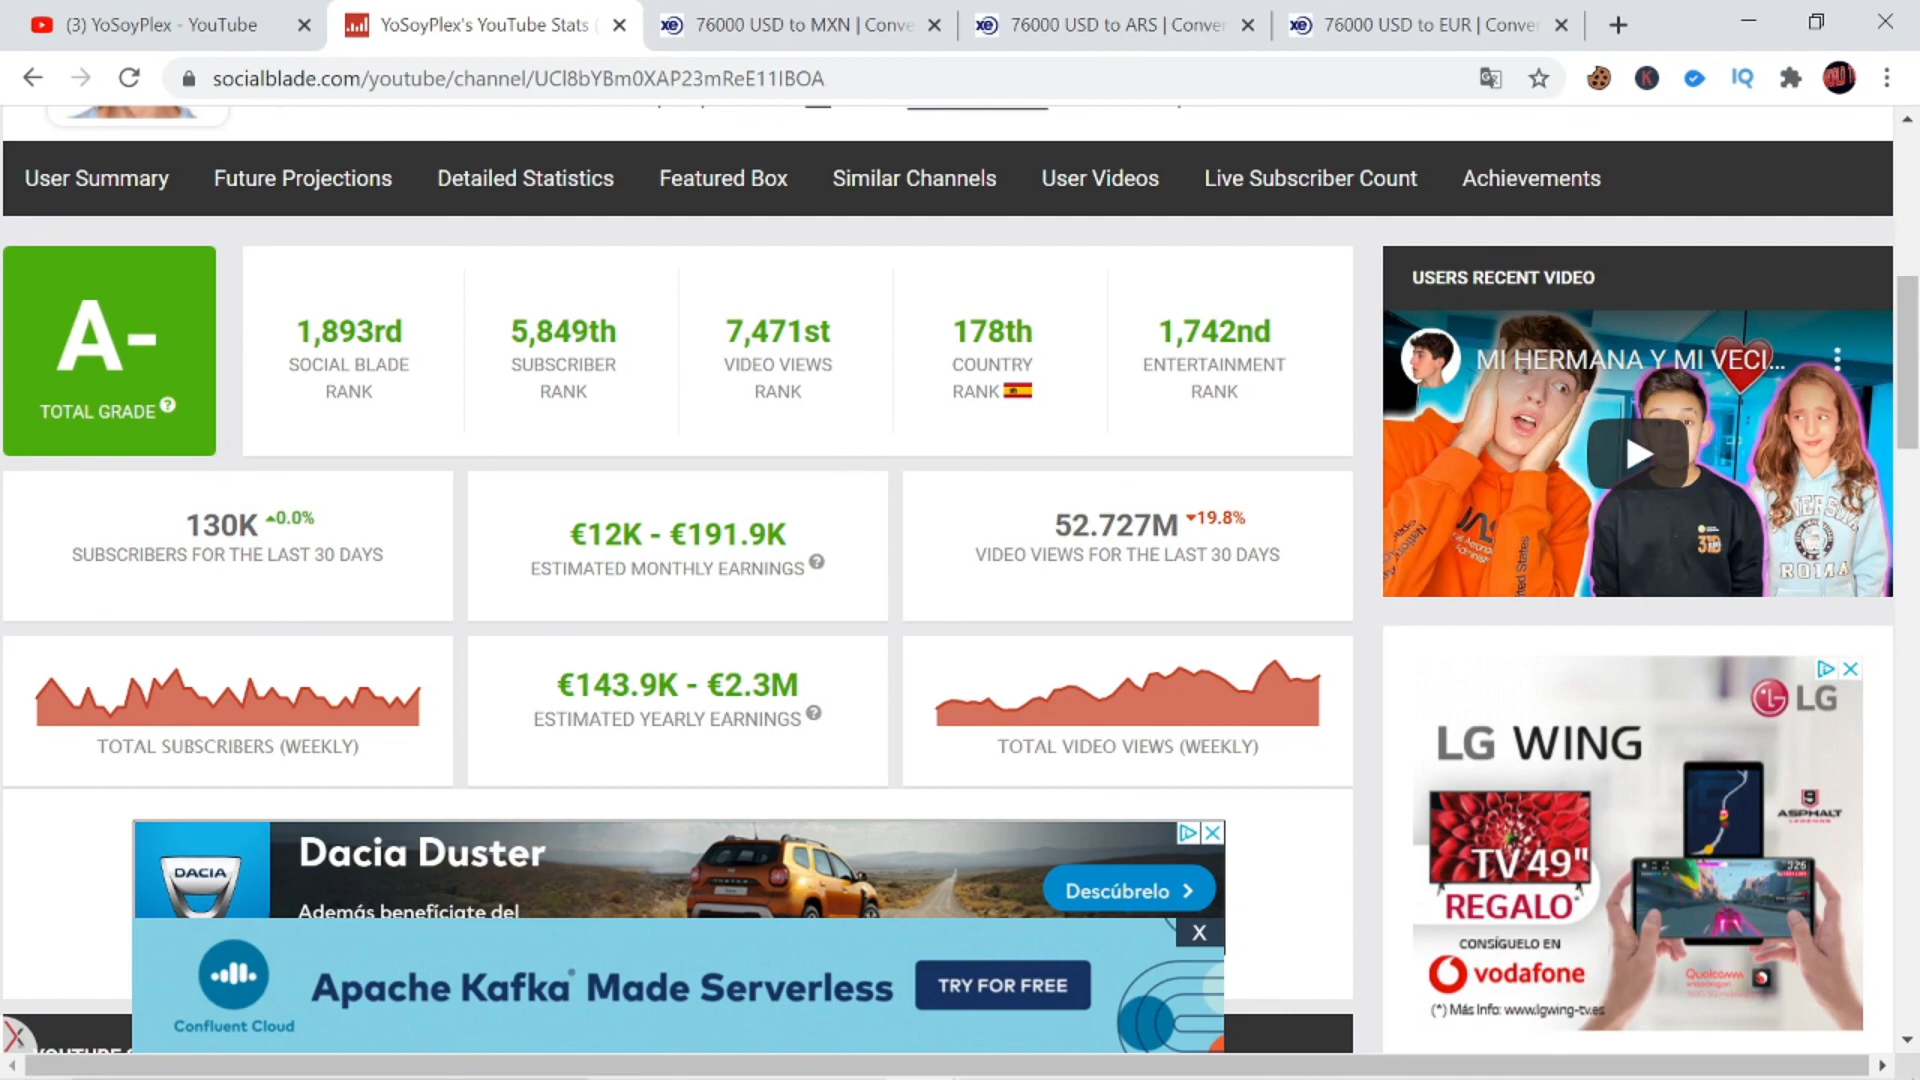 (3) YoSoyPlex - YouTube
YoSoyPlex's YouTube Stats (
76000 USD to MXN | Conve
76000 USD to ARS | Conver
76000 USD to EUR | Conver
socialblade.com/youtube/channel/UCl8bYBm0XAP23mReE11IBOA
User Summary
Future Projections
Detailed Statistics
Featured Box
Similar Channels
User Videos
Live Subscriber Count
Achievements
A-
TOTAL GRADE
1,893rd
SOCIAL BLADE
RANK
5,849th
SUBSCRIBER
RANK
7,471st
VIDEO VIEWS
RANK
178th
COUNTRY
RANK
1,742nd
ENTERTAINMENT
RANK
USERS RECENT VIDEO
MI HERMANA Y MI VECI...
130K 0.0%
SUBSCRIBERS FOR THE LAST 30 DAYS
€12K - €191.9K
ESTIMATED MONTHLY EARNINGS
52.727M 19.8%
VIDEO VIEWS FOR THE LAST 30 DAYS
TOTAL SUBSCRIBERS (WEEKLY)
€143.9K - €2.3M
ESTIMATED YEARLY EARNINGS
TOTAL VIDEO VIEWS (WEEKLY)
LG
LG WING
ASPHALT
TV 49"
REGALO*
CONSÍGUELO EN
vodafone
Qualcomm
snapdragon
(*) Más Info: www.lgwing-tv.es
DACIA
Dacia Duster
Además benefíciate del
Descúbrelo
X
Confluent Cloud
Apache Kafka® Made Serverless
TRY FOR FREE